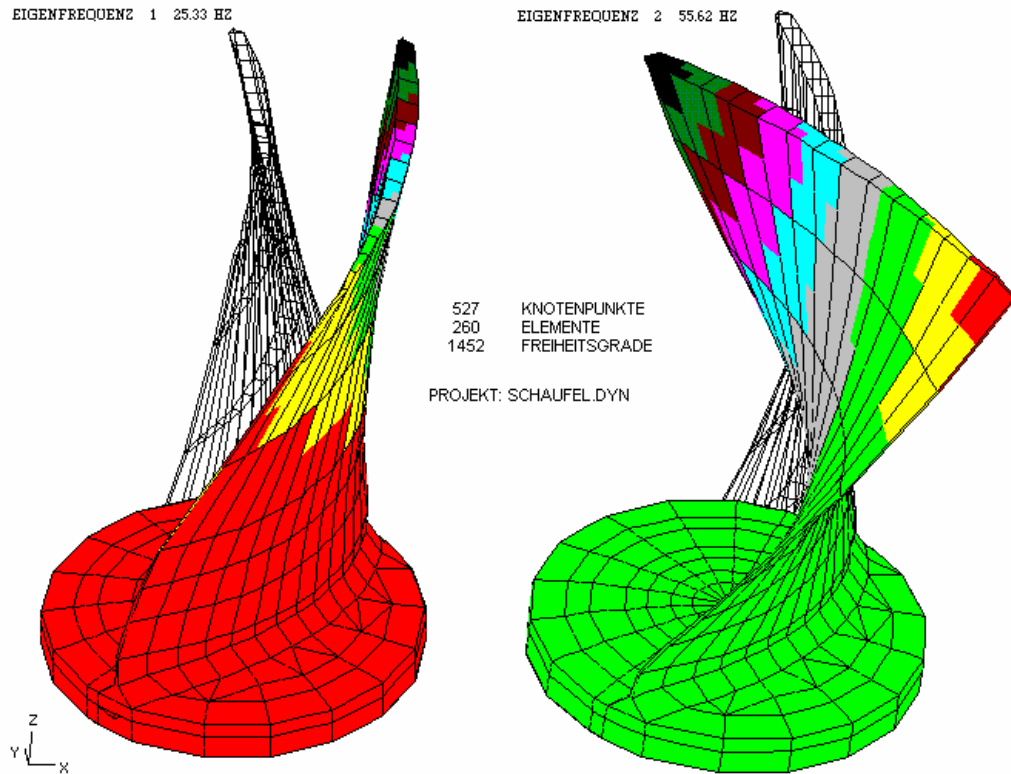 EIGENFREQUENZ 1 25.33 HZ
EIGENFREQUENZ 2 55.62 HZ
527 KNOTENPUNKTE
260 ELEMENTE
1452 FREIHEITSGRADE
PROJEKT: SCHAUFEL.DYN
Z
Y
X